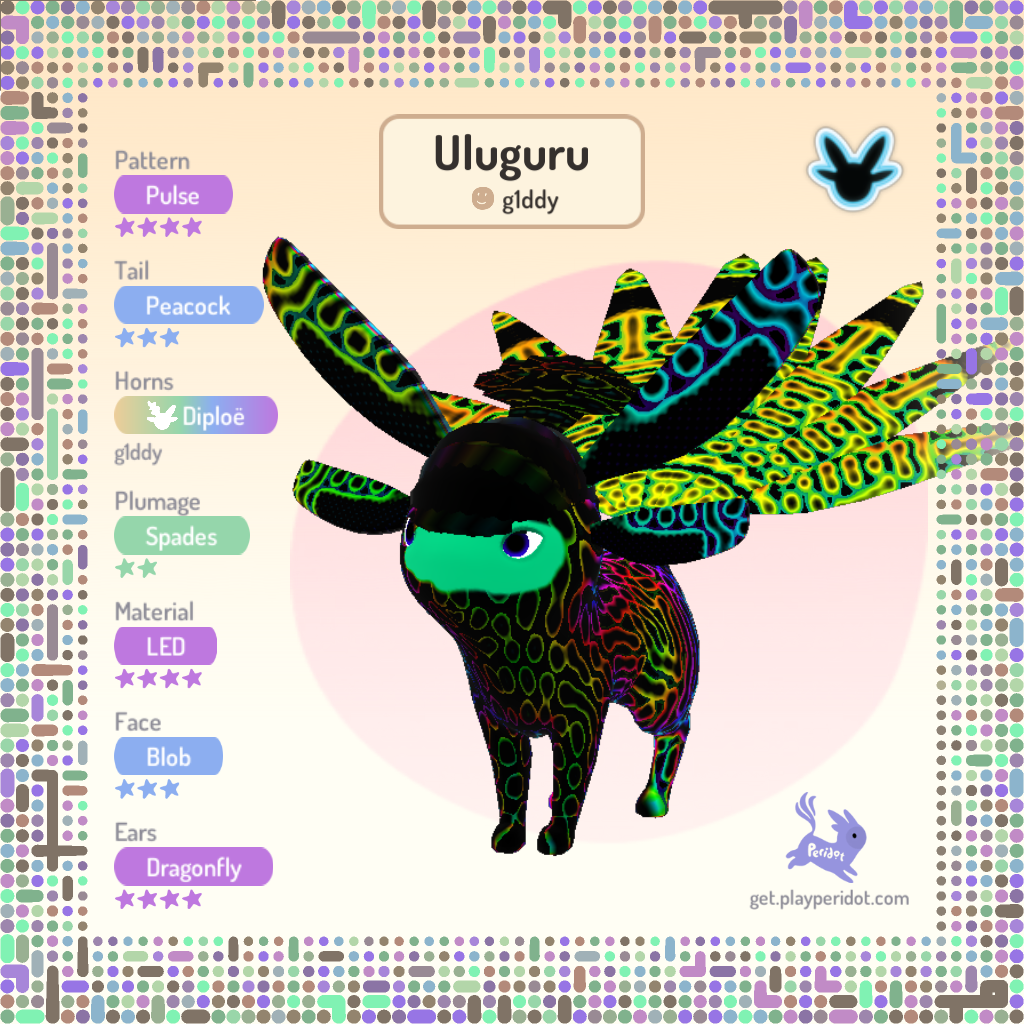 Uluguru
g1ddy
Pattern
Pulse
Tail
Peacock
Horns
Diploë
g1ddy
Plumage
Spades
Material
LED
Face
Blob
Ears
Dragonfly
Peridot
get.playperidot.com